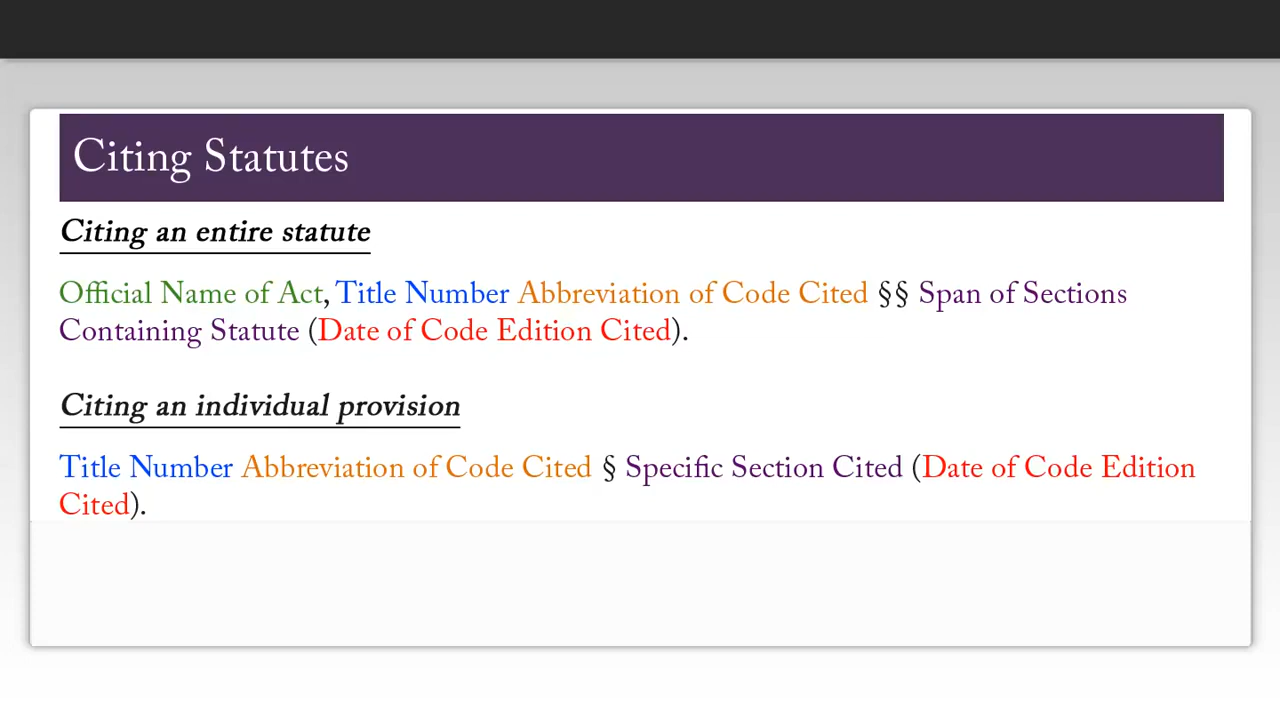 Citing Statutes
Citing an entire statute
Official Name of Act, Title Number Abbreviation of Code Cited §§ Span of Sections
Containing Statute (Date of Code Edition Cited).
Citing an individual provision
Title Number Abbreviation of Code Cited § Specific Section Cited (Date of Code Edition
Cited).